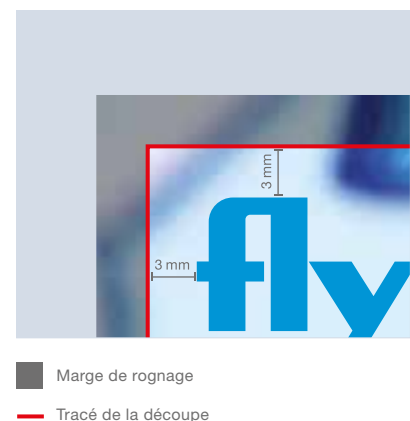 3 mm
3 mm
fly
Marge de rognage
Tracé de la découpe